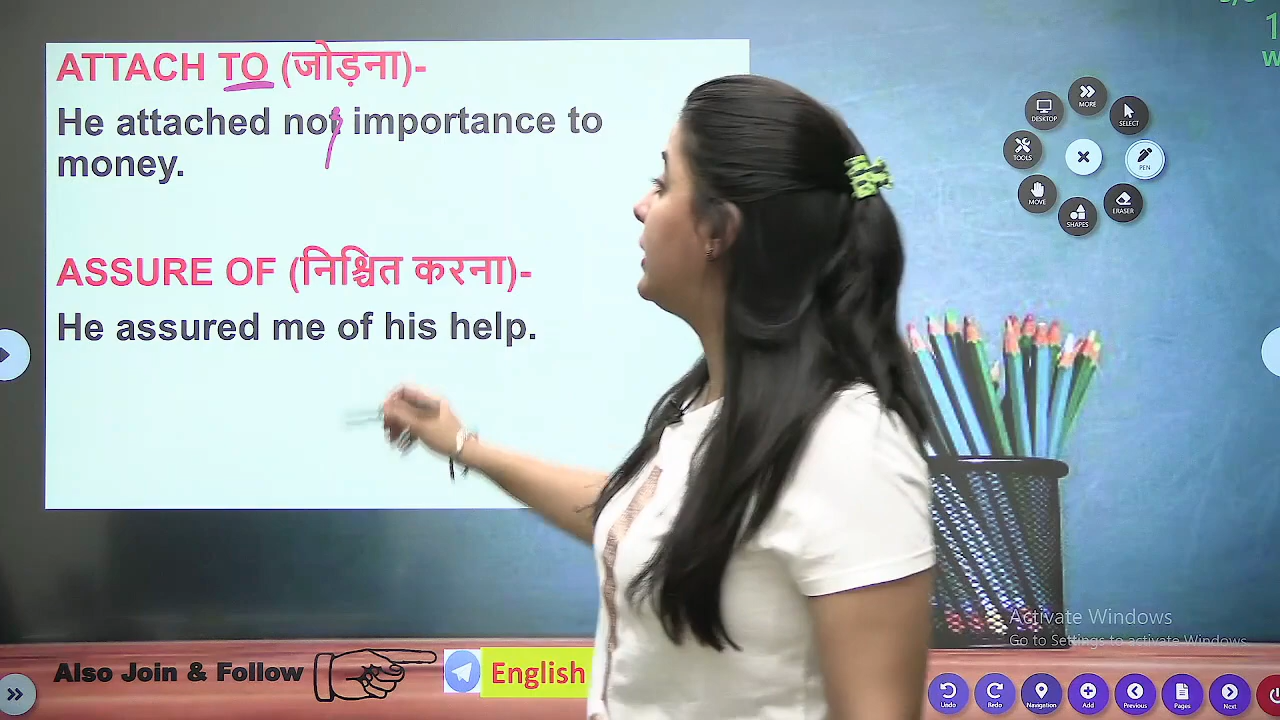 ATTACH TO (जोड़ना)-
He attached not importance to
money.
ASSURE OF (निश्चित करना)-
He assured me of his help.
MORE
DESKTOP
SELECT
TOOLS
PEN
MOVE
ERASER
SHAPES
Activate Windows
Go to Settings to activate Windows.
Also Join & Follow
English
Undo
Redo
Navigation
Add
Previous
Pages
Next